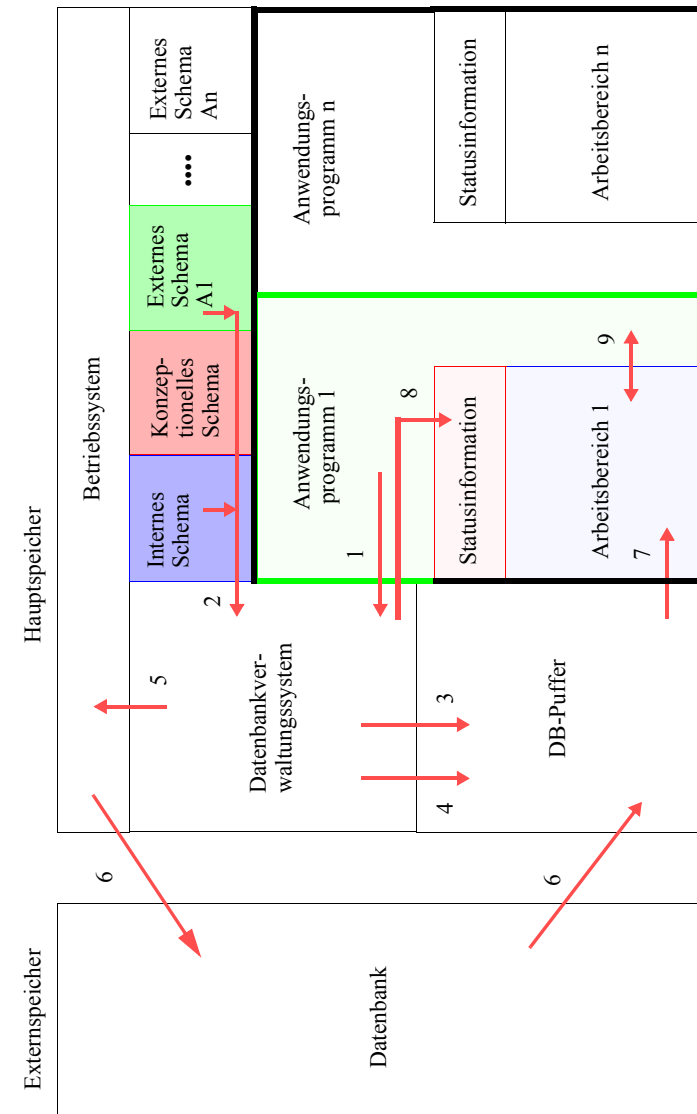 Externspeicher
Hauptspeicher
Betriebssystem
Internes
Schema
Konzep-
tionelles
Schema
Externes
Schema
A1
....
Externes
Schema
An
Datenbank
Datenbankver-
waltungssystem
DB-Puffer
Anwendungs-
programm 1
Statusinformation
Arbeitsbereich 1
Anwendungs-
programm n
Statusinformation
Arbeitsbereich n
1
2
3
4
5
6
6
7
8
9